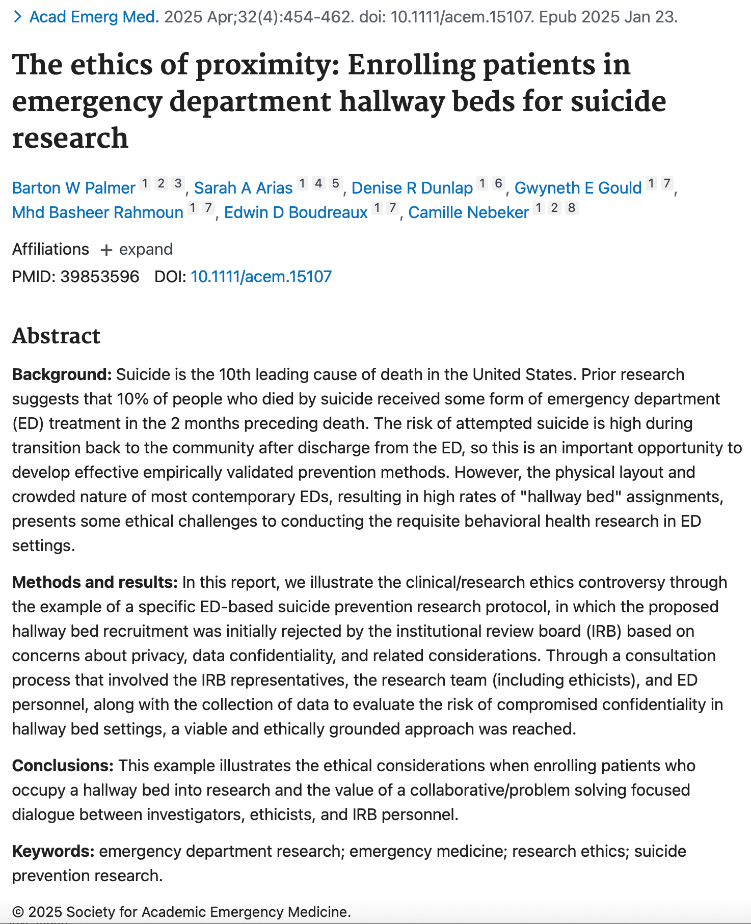 > Acad Emerg Med. 2025 Apr;32(4):454-462. doi: 10.1111/acem.15107. Epub 2025 Jan 23.
The ethics of proximity: Enrolling patients in
emergency department hallway beds for suicide
research
Barton W Palmer 1 2 3, Sarah A Arias 1 4 5, Denise R Dunlap 1 6, Gwyneth E Gould 1 7,
Mhd Basheer Rahmoun 1 7, Edwin D Boudreaux 1 7, Camille Nebeker 1 2 8
Affiliations + expand
PMID: 39853596 DOI: 10.1111/acem.15107
Abstract
Background: Suicide is the 10th leading cause of death in the United States. Prior research
suggests that 10% of people who died by suicide received some form of emergency department
(ED) treatment in the 2 months preceding death. The risk of attempted suicide is high during
transition back to the community after discharge from the ED, so this is an important opportunity to
develop effective empirically validated prevention methods. However, the physical layout and
crowded nature of most contemporary EDs, resulting in high rates of "hallway bed" assignments,
presents some ethical challenges to conducting the requisite behavioral health research in ED
settings.
Methods and results: In this report, we illustrate the clinical/research ethics controversy through
the example of a specific ED-based suicide prevention research protocol, in which the proposed
hallway bed recruitment was initially rejected by the institutional review board (IRB) based on
concerns about privacy, data confidentiality, and related considerations. Through a consultation
process that involved the IRB representatives, the research team (including ethicists), and ED
personnel, along with the collection of data to evaluate the risk of compromised confidentiality in
hallway bed settings, a viable and ethically grounded approach was reached.
Conclusions: This example illustrates the ethical considerations when enrolling patients who
occupy a hallway bed into research and the value of a collaborative/problem solving focused
dialogue between investigators, ethicists, and IRB personnel.
Keywords: emergency department research; emergency medicine; research ethics; suicide
prevention research.
© 2025 Society for Academic Emergency Medicine.